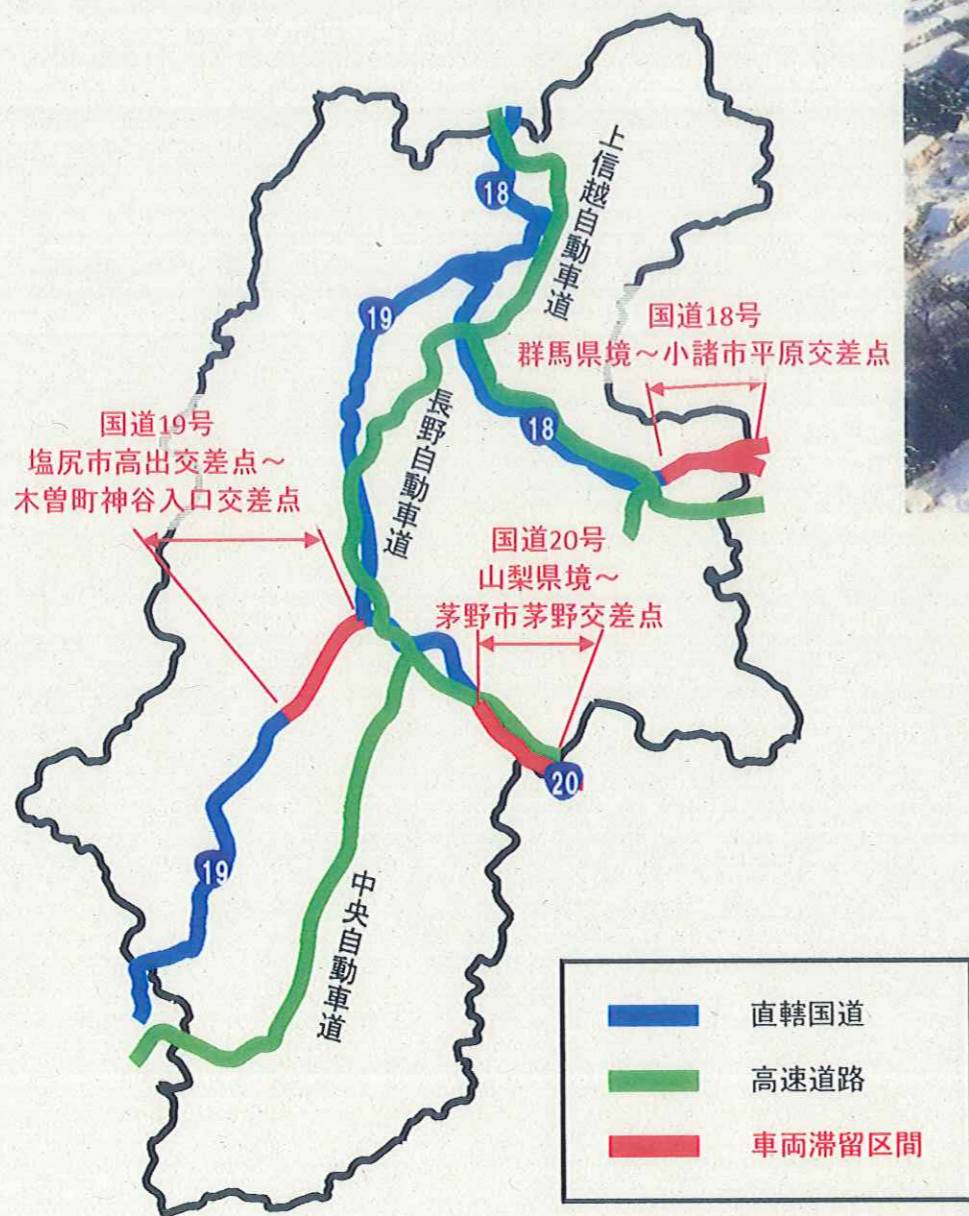 上信越自動車道
18
19
国道18号
群馬県境～小諸市平原交差点
長野自動車道
18
国道19号
塩尻市高出交差点～
木曽町神谷入口交差点
国道20号
山梨県境～
茅野市茅野交差点
20
19
中央自動車道
直轄国道
高速道路
車両滞留区間